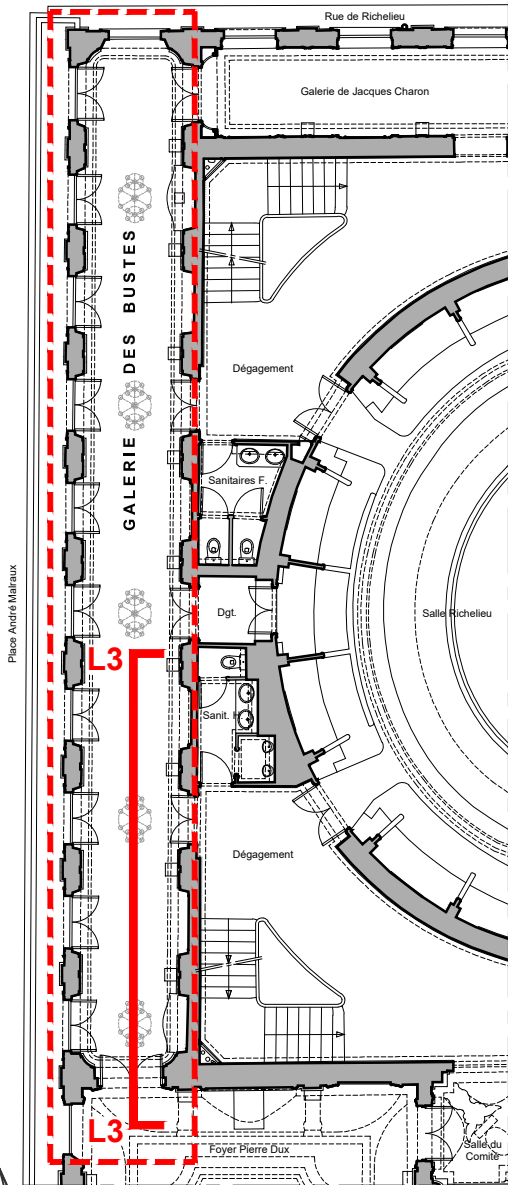 Rue de Richelieu
Galerie de Jacques Charon
GALERIE DES BUSTES
Dégagement
Sanitaires F.
Place André Malraux
Dgt.
Salle Richelieu
L3
Sanit. H
Dégagement
L3
Foyer Pierre Dux
Salle du
Comité